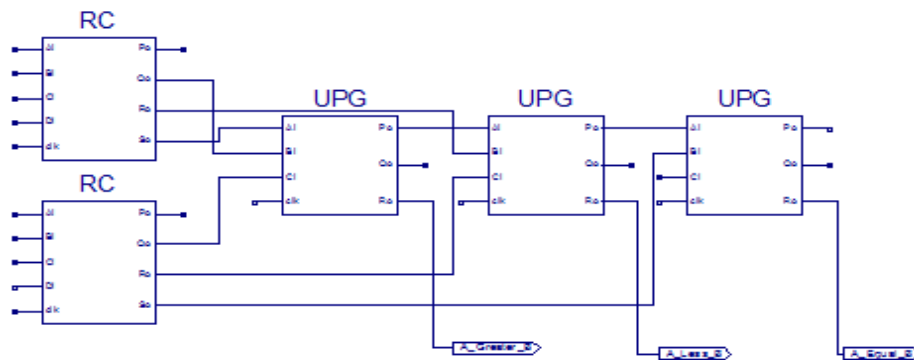 RC
AI
BI
CI
DI
clk
Po
Qo
Ro
So
UPG
AI
BI
CI
clk
Po
Qo
Ro
UPG
AI
BI
CI
clk
Po
Qo
Ro
UPG
AI
BI
CI
clk
Po
Qo
Ro
RC
AI
BI
CI
DI
clk
Po
Qo
Ro
So
A_Greater_B
A_Less_B
A_Equal_B